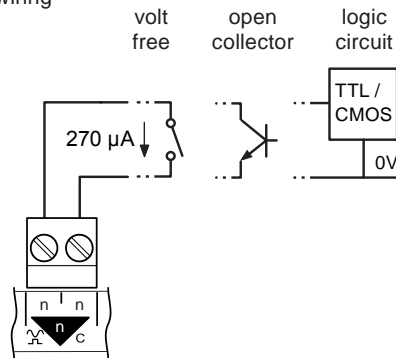 wiring
volt open logic
free collector circuit
TTL /
CMOS
270 µA
0V
n n
n
C